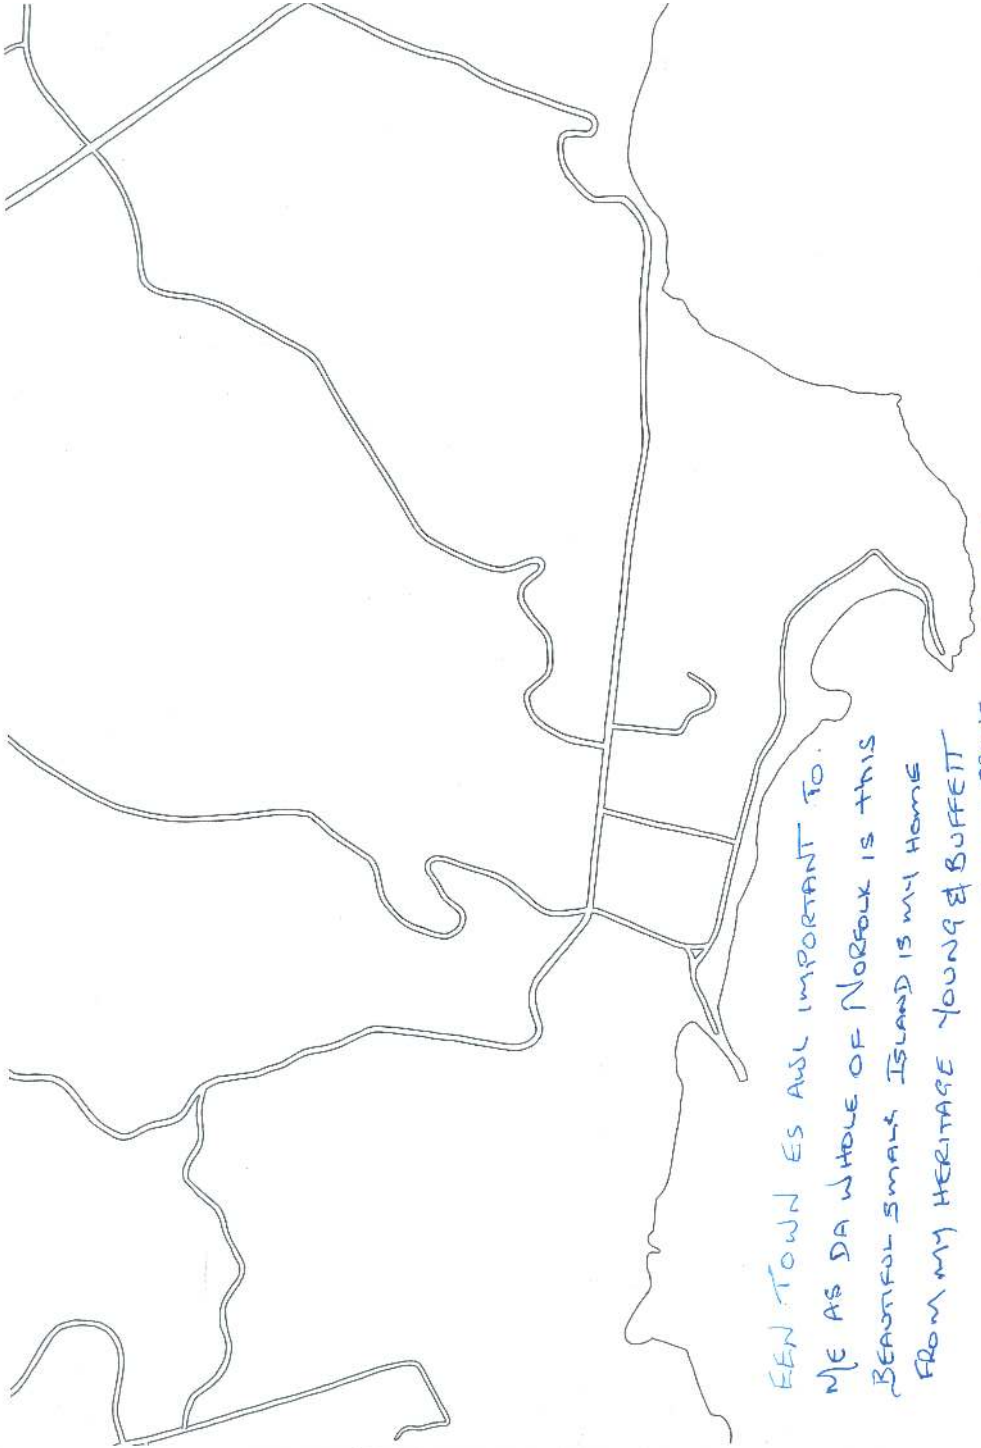 EEN TOWN ES AWL IMPORTANT TO.
ME AS DA WHOLE OF NORFOLK IS this
BEAUTIFUL SMALL ISLAND IS MY HOME
FROM MY HERITAGE YOUNG & BUFFETT